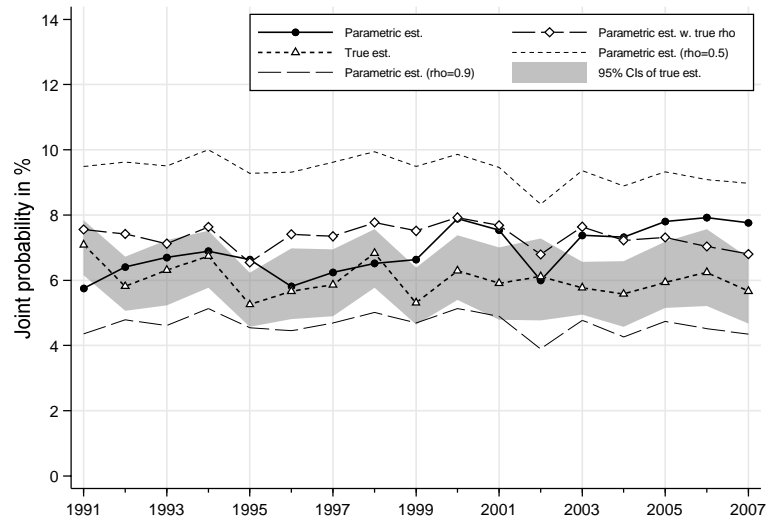 Parametric est.
Parametric est. w. true rho
True est.
Parametric est. (rho=0.5)
Parametric est. (rho=0.9)
95% CIs of true est.
Joint probability in %
14
12
10
8
6
4
2
0
1991 1993 1995 1997 1999 2001 2003 2005 2007